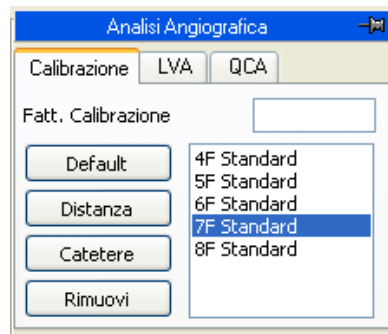 Analisi Angiografica
Calibrazione LVA QCA
Fatt. Calibrazione
Default
Distanza
Catetere
Rimuovi
4F Standard
5F Standard
6F Standard
7F Standard
8F Standard